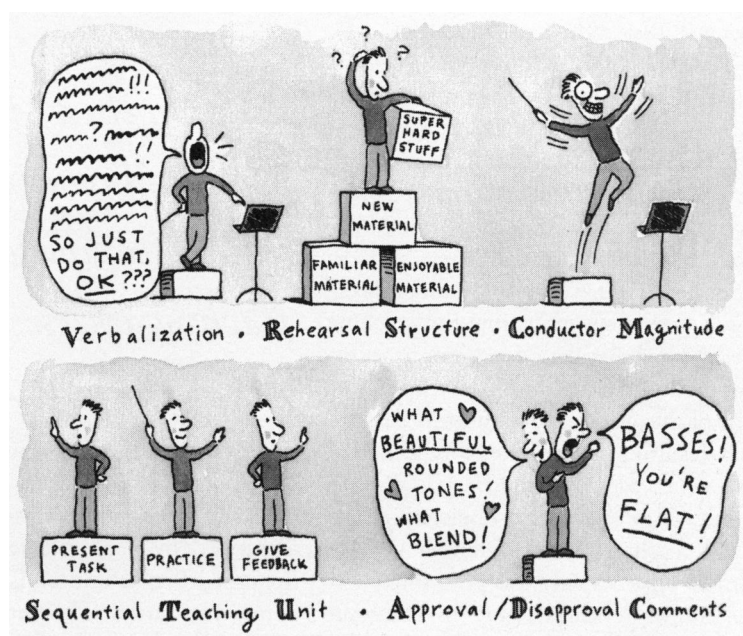 !!!
?
!!
SO JUST
DO THAT,
OK???
? ? ?
SUPER
HARD
STUFF
NEW
MATERIAL
FAMILIAR
MATERIAL
ENJOYABLE
MATERIAL
Verbalization • Rehearsal Structure • Conductor Magnitude
PRESENT
TASK
PRACTICE
GIVE
FEEDBACK
WHAT
BEAUTIFUL
ROUNDED
TONES!
WHAT
BLEND!
BASSES!
YOU'RE
FLAT!
Sequential Teaching Unit • Approval/Disapproval Comments